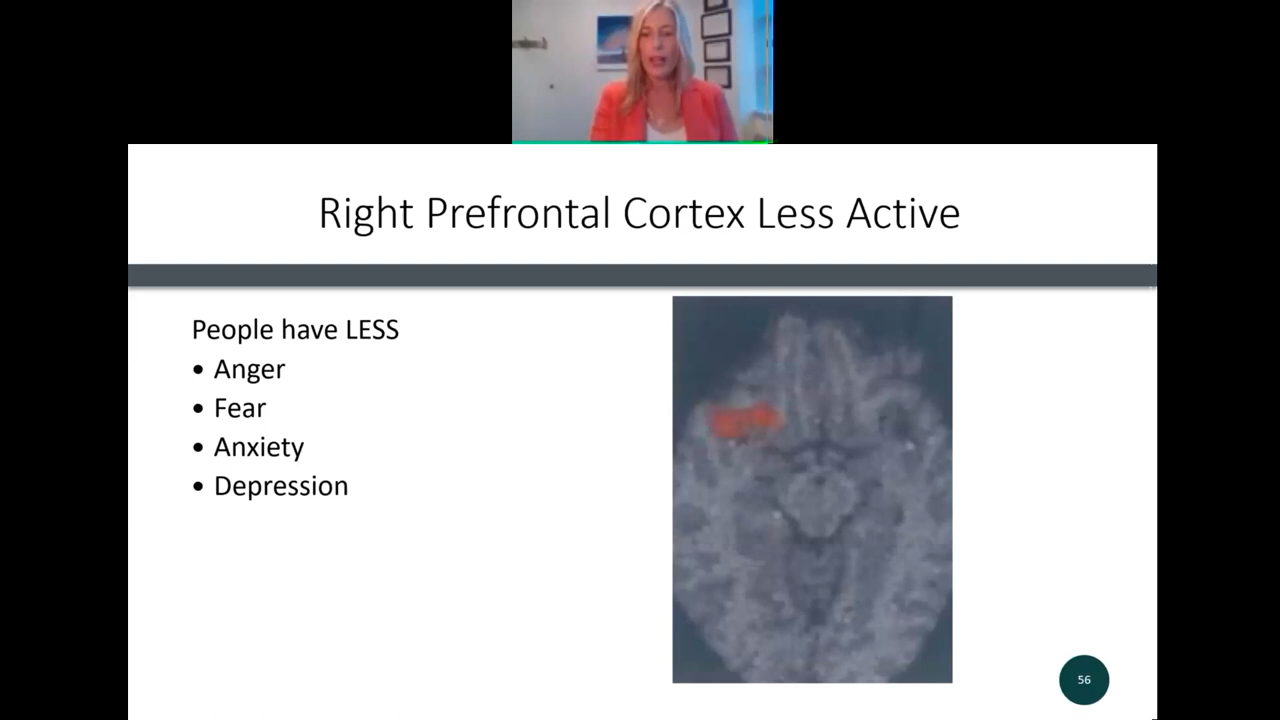 Right Prefrontal Cortex Less Active
People have LESS
• Anger
• Fear
• Anxiety
• Depression
56